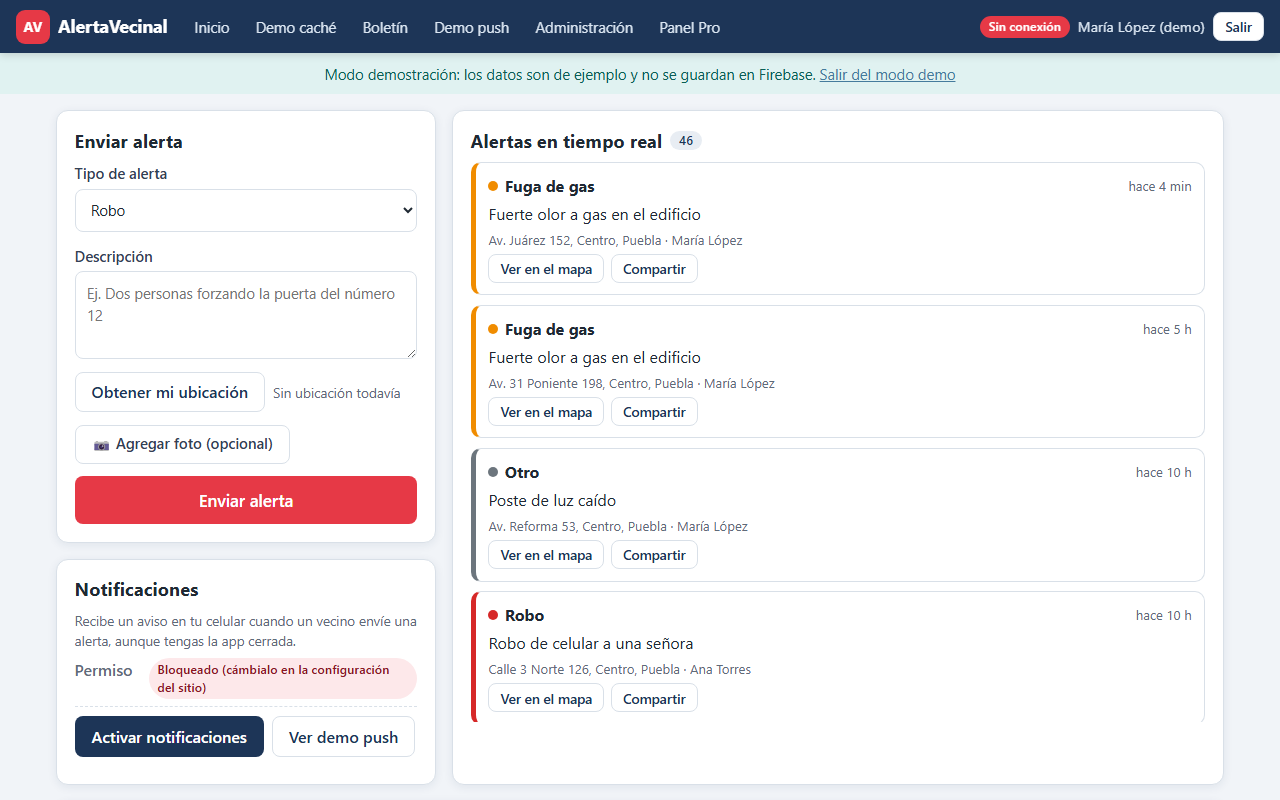 AV AlertaVecinal Inicio Demo caché Boletín Demo push Administración Panel Pro Sin conexión María López (demo) Salir
Modo demostración: los datos son de ejemplo y no se guardan en Firebase. Salir del modo demo
Enviar alerta
Tipo de alerta
Robo
Descripción
Ej. Dos personas forzando la puerta del número
12
Obtener mi ubicación Sin ubicación todavía
Agregar foto (opcional)
Enviar alerta
Notificaciones
Recibe un aviso en tu celular cuando un vecino envíe una
alerta, aunque tengas la app cerrada.
Permiso Bloqueado (cámbialo en la configuración
del sitio)
Activar notificaciones Ver demo push
Alertas en tiempo real 46
Fuga de gas hace 4 min
Fuerte olor a gas en el edificio
Av. Juárez 152, Centro, Puebla · María López
Ver en el mapa Compartir
Fuga de gas hace 5 h
Fuerte olor a gas en el edificio
Av. 31 Poniente 198, Centro, Puebla · María López
Ver en el mapa Compartir
Otro hace 10 h
Poste de luz caído
Av. Reforma 53, Centro, Puebla · María López
Ver en el mapa Compartir
Robo hace 10 h
Robo de celular a una señora
Calle 3 Norte 126, Centro, Puebla · Ana Torres
Ver en el mapa Compartir